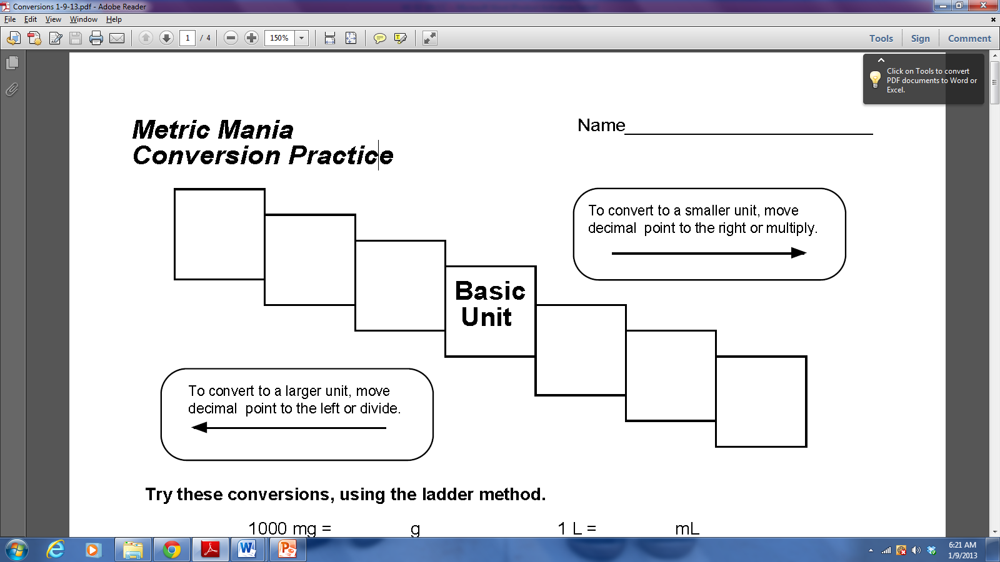 Conversions 1-9-13.pdf - Adobe Reader
File Edit View Window Help
1 / 4 150% Tools Sign Comment
Click on Tools to convert
PDF documents to Word or
Excel.
Metric Mania
Conversion Practice
Name
To convert to a smaller unit, move
decimal point to the right or multiply.
Basic
Unit
To convert to a larger unit, move
decimal point to the left or divide.
Try these conversions, using the ladder method.
1000 mg = ________ g 1 L = ________ mL
6:21 AM
1/9/2013